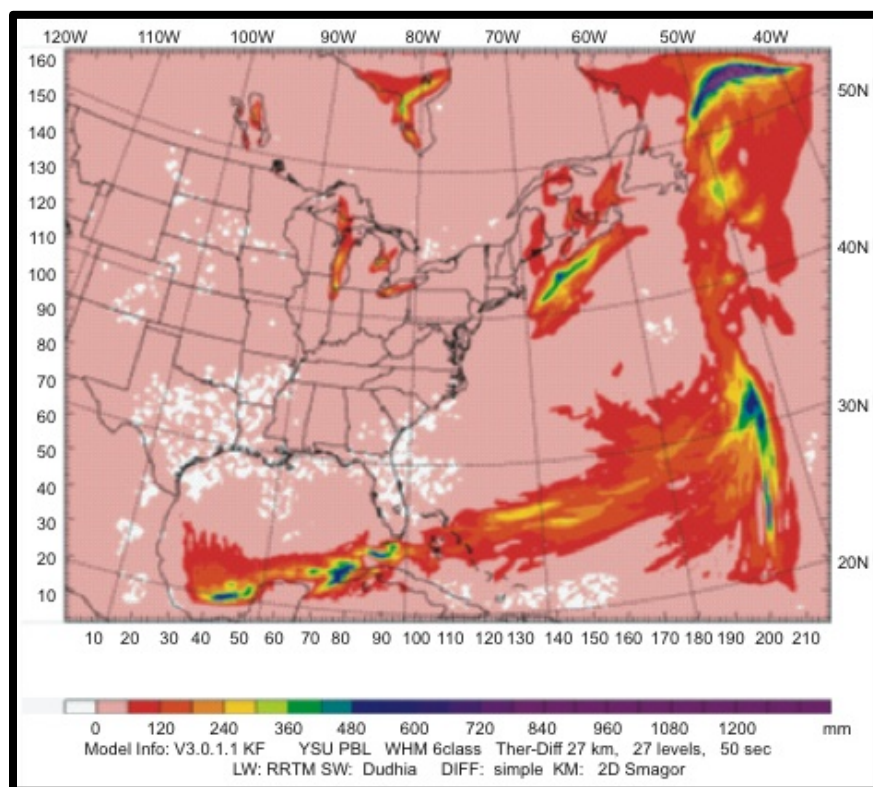 120W 110W 100W 90W 80W 70W 60W 50W 40W
160
150
50N
140
130
120
110
40N
100
90
80
70
30N
60
50
40
30
20
20N
10
10 20 30 40 50 60 70 80 90 100 110 120 130 140 150 160 170 180 190 200 210
0 120 240 360 480 600 720 840 960 1080 1200 mm
Model Info: V3.0.1.1 KF YSU PBL WHM 6class Ther-Diff 27 km, 27 levels, 50 sec
LW: RRTM SW: Dudhia DIFF: simple KM: 2D Smagor